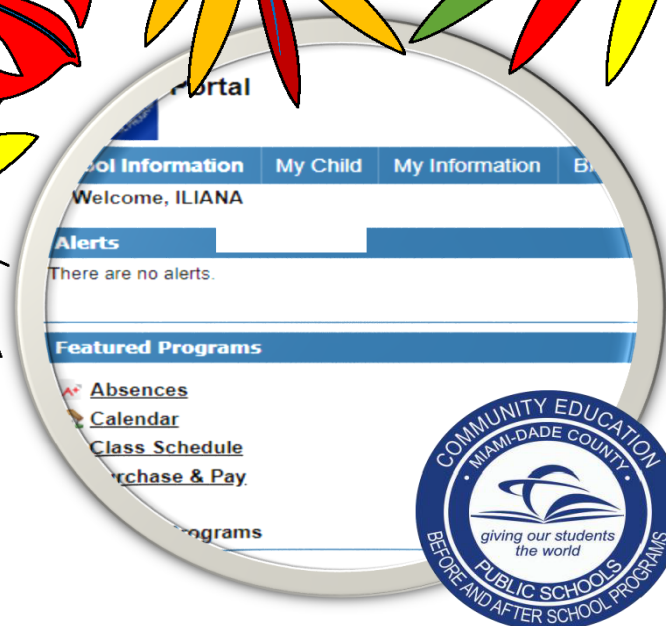 Portal
ool Information My Child My Information
Welcome, ILIANA
Alerts
There are no alerts.
Featured Programs
Absences
Calendar
Class Schedule
rchase & Pay
rograms
COMMUNITY EDUCATION
MIAMI-DADE COUNTY
giving our students
the world
PUBLIC SCHOOLS
BEFORE AND AFTER SCHOOL PROGRAMS